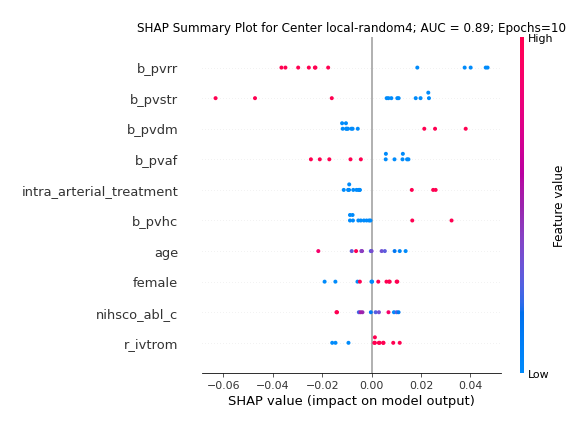 SHAP Summary Plot for Center local-random4; AUC = 0.89; Epochs=10
High
b_pvrr
b_pvstr
b_pvdm
b_pvaf
intra_arterial_treatment
b_pvhc
age
female
nihsco_abl_c
r_ivtrom
Feature value
Low
−0.06 −0.04 −0.02 0.00 0.02 0.04
SHAP value (impact on model output)